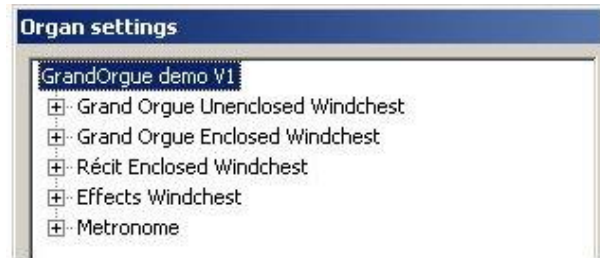 Organ settings
GrandOrgue demo V1
Grand Orgue Unenclosed Windchest
Grand Orgue Enclosed Windchest
Récit Enclosed Windchest
Effects Windchest
Metronome